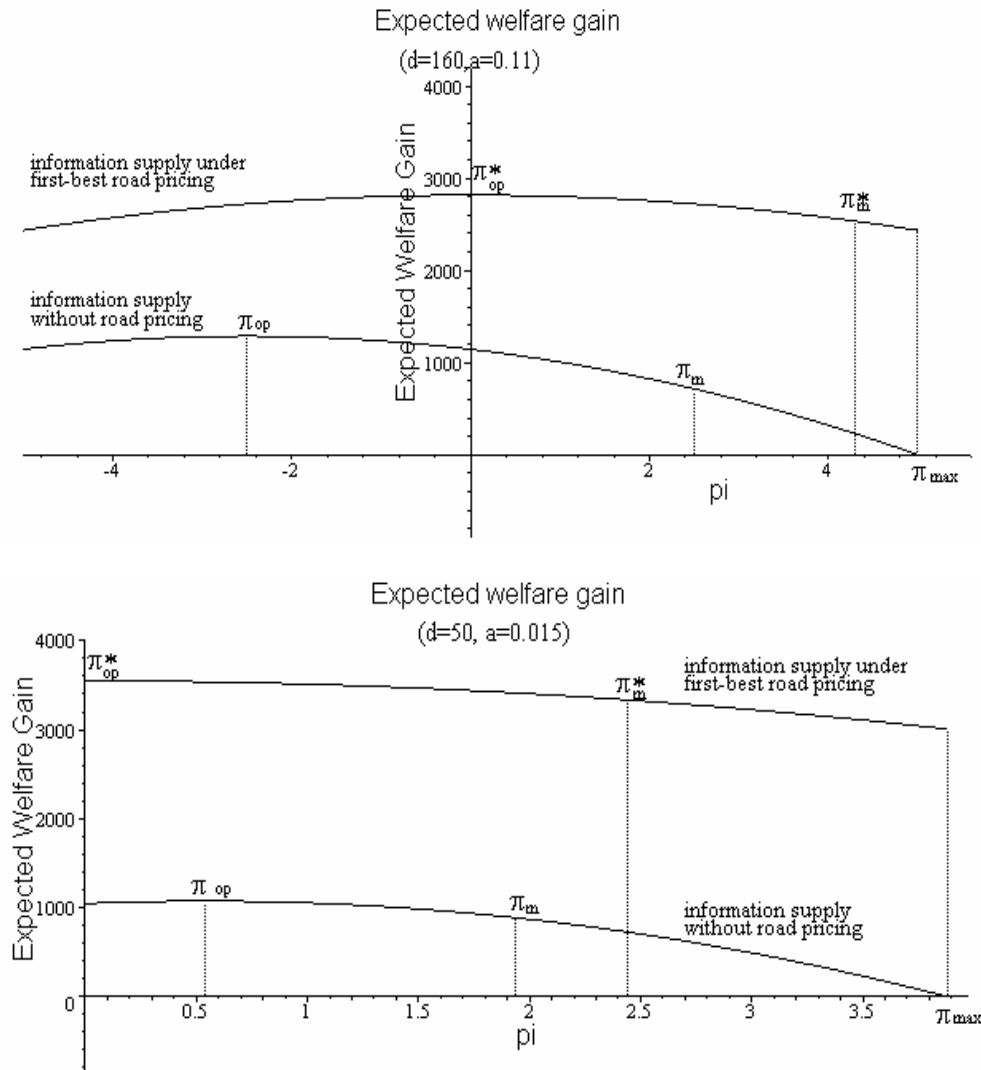 Expected welfare gain
(d=160,a=0.11)
4000
Expected Welfare Gain
information supply under
first-best road pricing
3000
π*op
π*m
2000
information supply
without road pricing
πop
1000
πm
-4
-2
2
4
πmax
pi
Expected welfare gain
(d=50, a=0.015)
4000
Expected Welfare Gain
π*op
π*m
information supply under
first-best road pricing
3000
2000
π op
1000
πm
information supply
without road pricing
0
0.5
1
1.5
2
2.5
3
3.5
πmax
pi